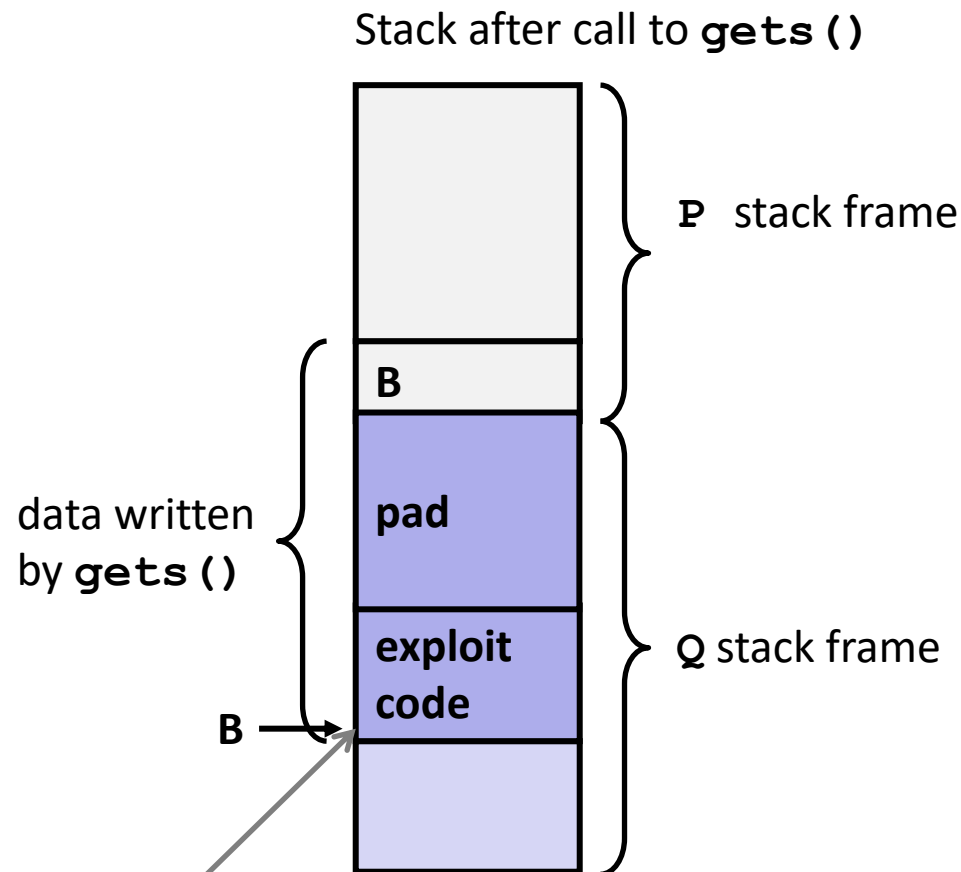 Stack after call to gets()
P stack frame
B
data written
by gets()
pad
exploit
code
Q stack frame
B